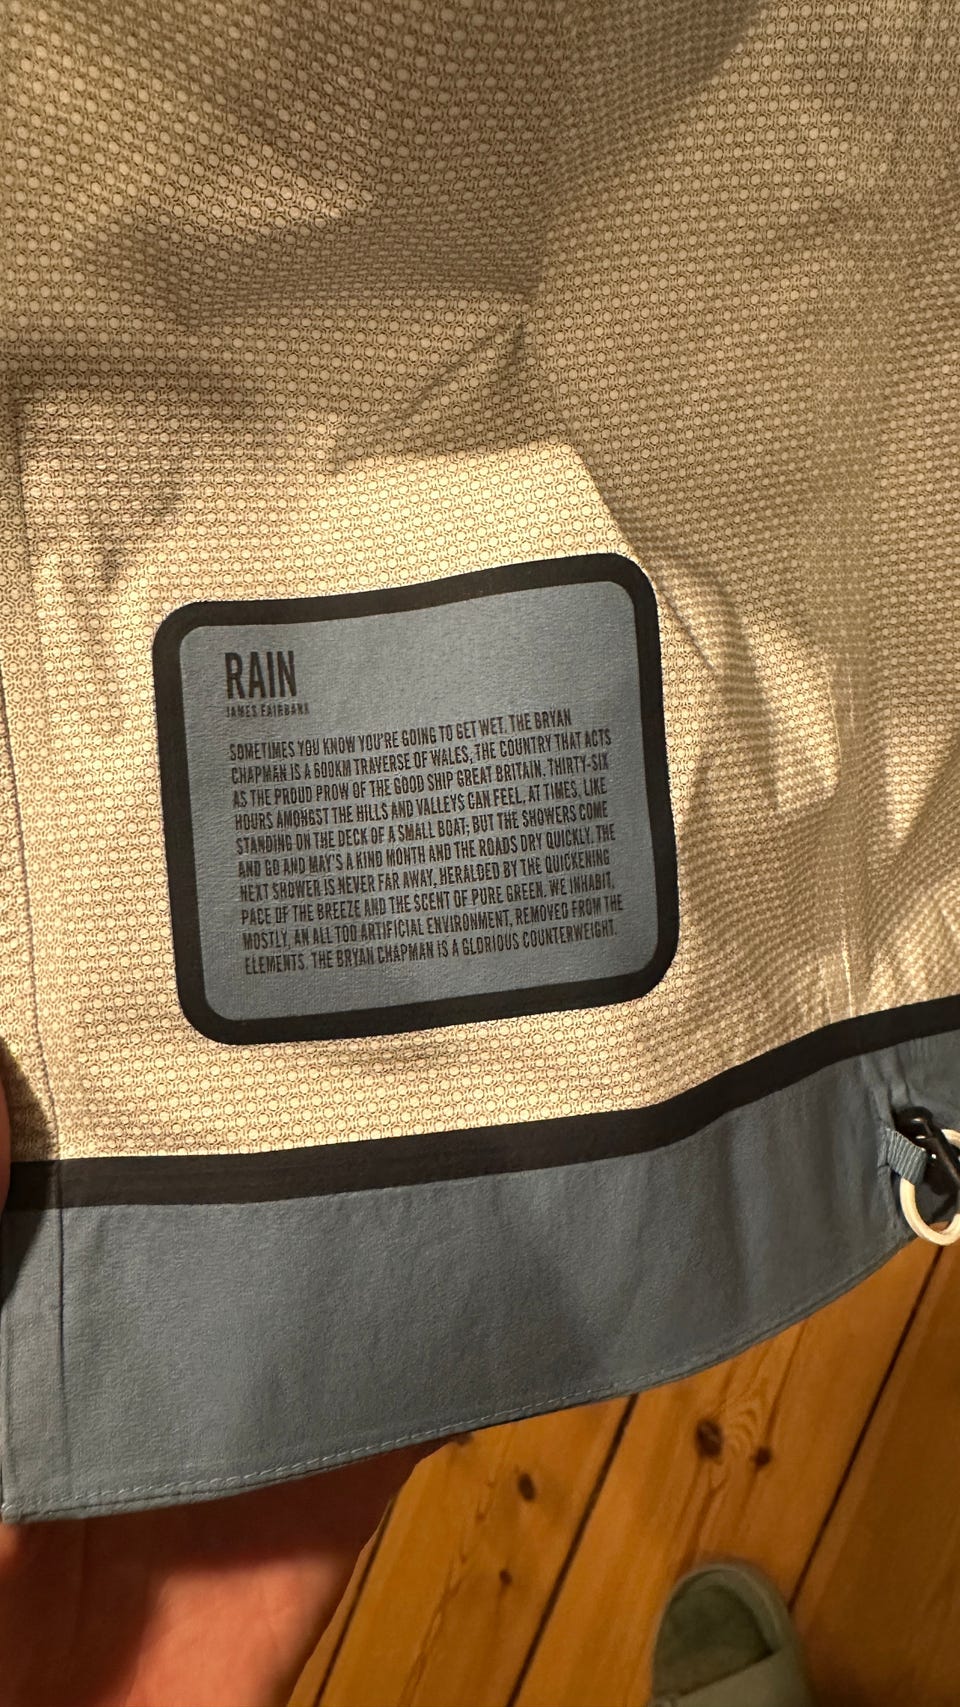 RAIN
JAMES FAIRBANK
SOMETIMES YOU KNOW YOU'RE GOING TO GET WET. THE BRYAN
CHAPMAN IS A 600KM TRAVERSE OF WALES, THE COUNTRY THAT ACTS
AS THE PROUD PROW OF THE GOOD SHIP GREAT BRITAIN. THIRTY-SIX
HOURS AMONGST THE HILLS AND VALLEYS CAN FEEL, AT TIMES, LIKE
STANDING ON THE DECK OF A SMALL BOAT; BUT THE SHOWERS COME
AND GO AND MAY'S A KIND MONTH AND THE ROADS DRY QUICKLY. THE
NEXT SHOWER IS NEVER FAR AWAY, HERALDED BY THE QUICKENING
PACE OF THE BREEZE AND THE SCENT OF PURE GREEN. WE INHABIT,
MOSTLY, AN ALL TOO ARTIFICIAL ENVIRONMENT, REMOVED FROM THE
ELEMENTS. THE BRYAN CHAPMAN IS A GLORIOUS COUNTERWEIGHT.